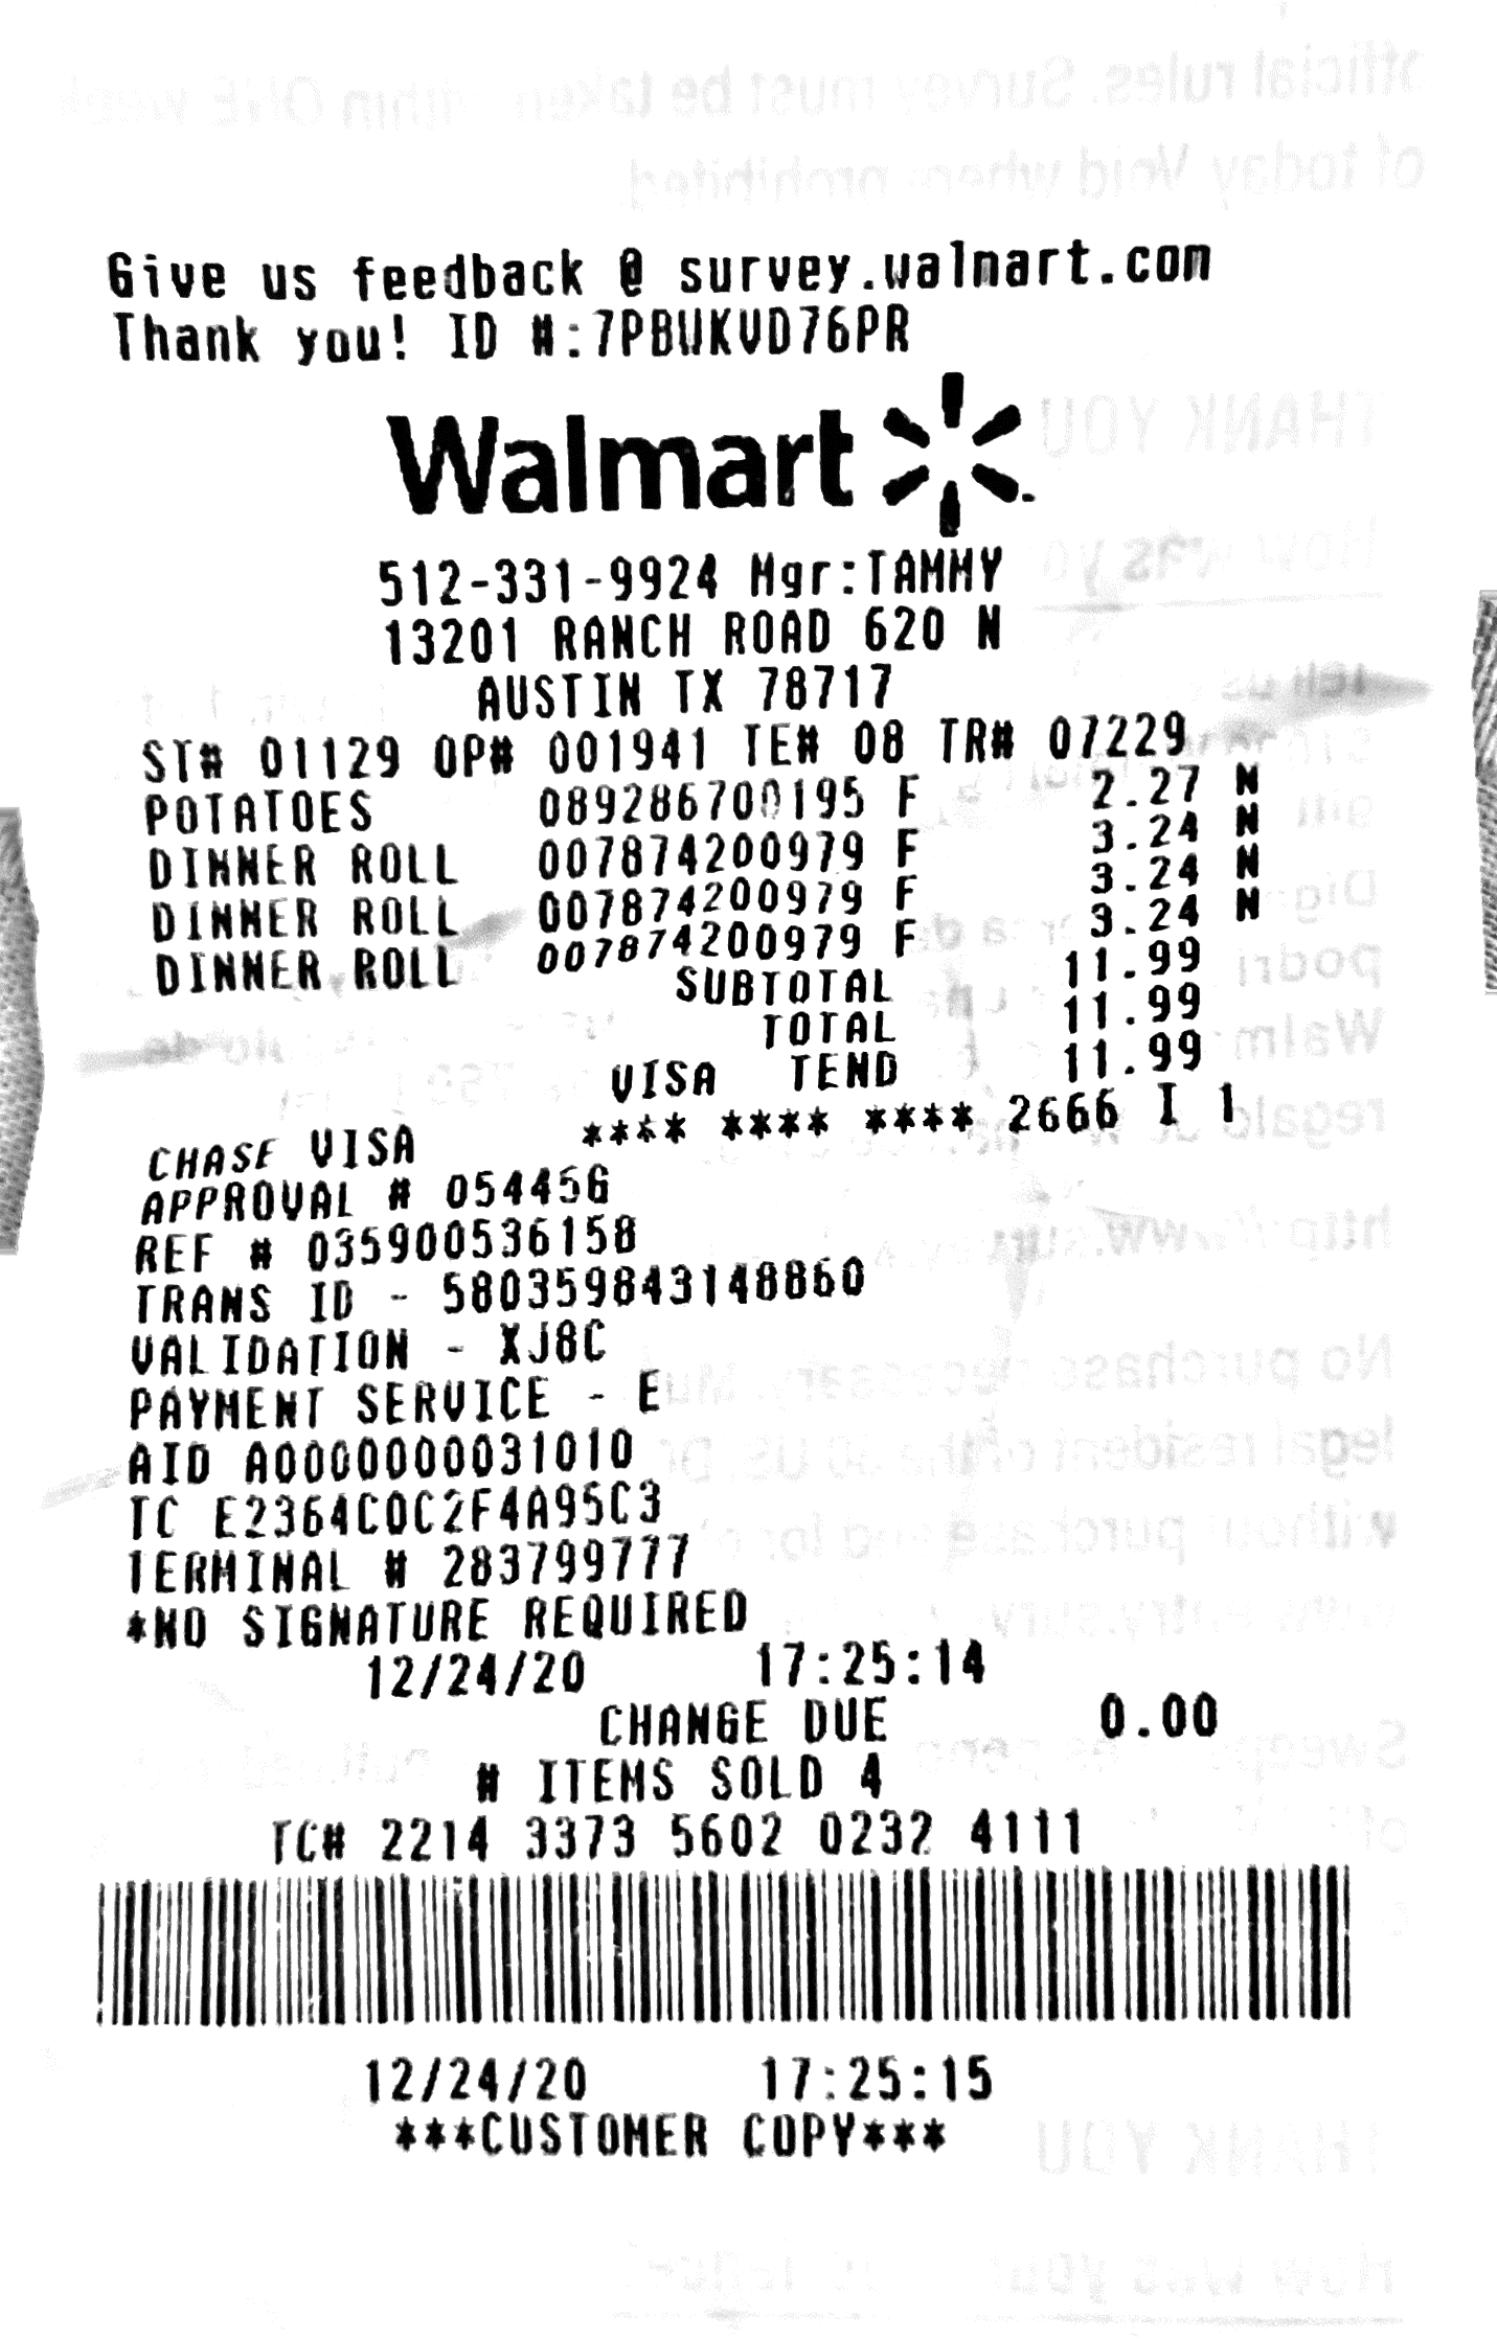 Give us feedback @ survey.walmart.com
Thank you! ID #:7PBWKVD76PR
Walmart
512-331-9924 Mgr:TAMMY
13201 RANCH ROAD 620 N
AUSTIN TX 78717
ST# 01129 OP# 001941 TE# 08 TR# 07229
POTATOES 089286700195 F 2.27 N
DINNER ROLL 007874200979 F 3.24 N
DINNER ROLL 007874200979 F 3.24 N
DINNER ROLL 007874200979 F 3.24 N
SUBTOTAL 11.99
TOTAL 11.99
VISA TEND 11.99
CHASE VISA **** **** **** 2666 I 1
APPROVAL # 054456
REF # 035900536158
TRANS ID - 580359843148860
VALIDATION - XJ8C
PAYMENT SERVICE - E
AID A0000000031010
TC E2364C0C2F4A95C3
TERMINAL # 283799777
*NO SIGNATURE REQUIRED
12/24/20 17:25:14
CHANGE DUE 0.00
# ITEMS SOLD 4
TC# 2214 3373 5602 0232 4111
12/24/20 17:25:15
***CUSTOMER COPY***